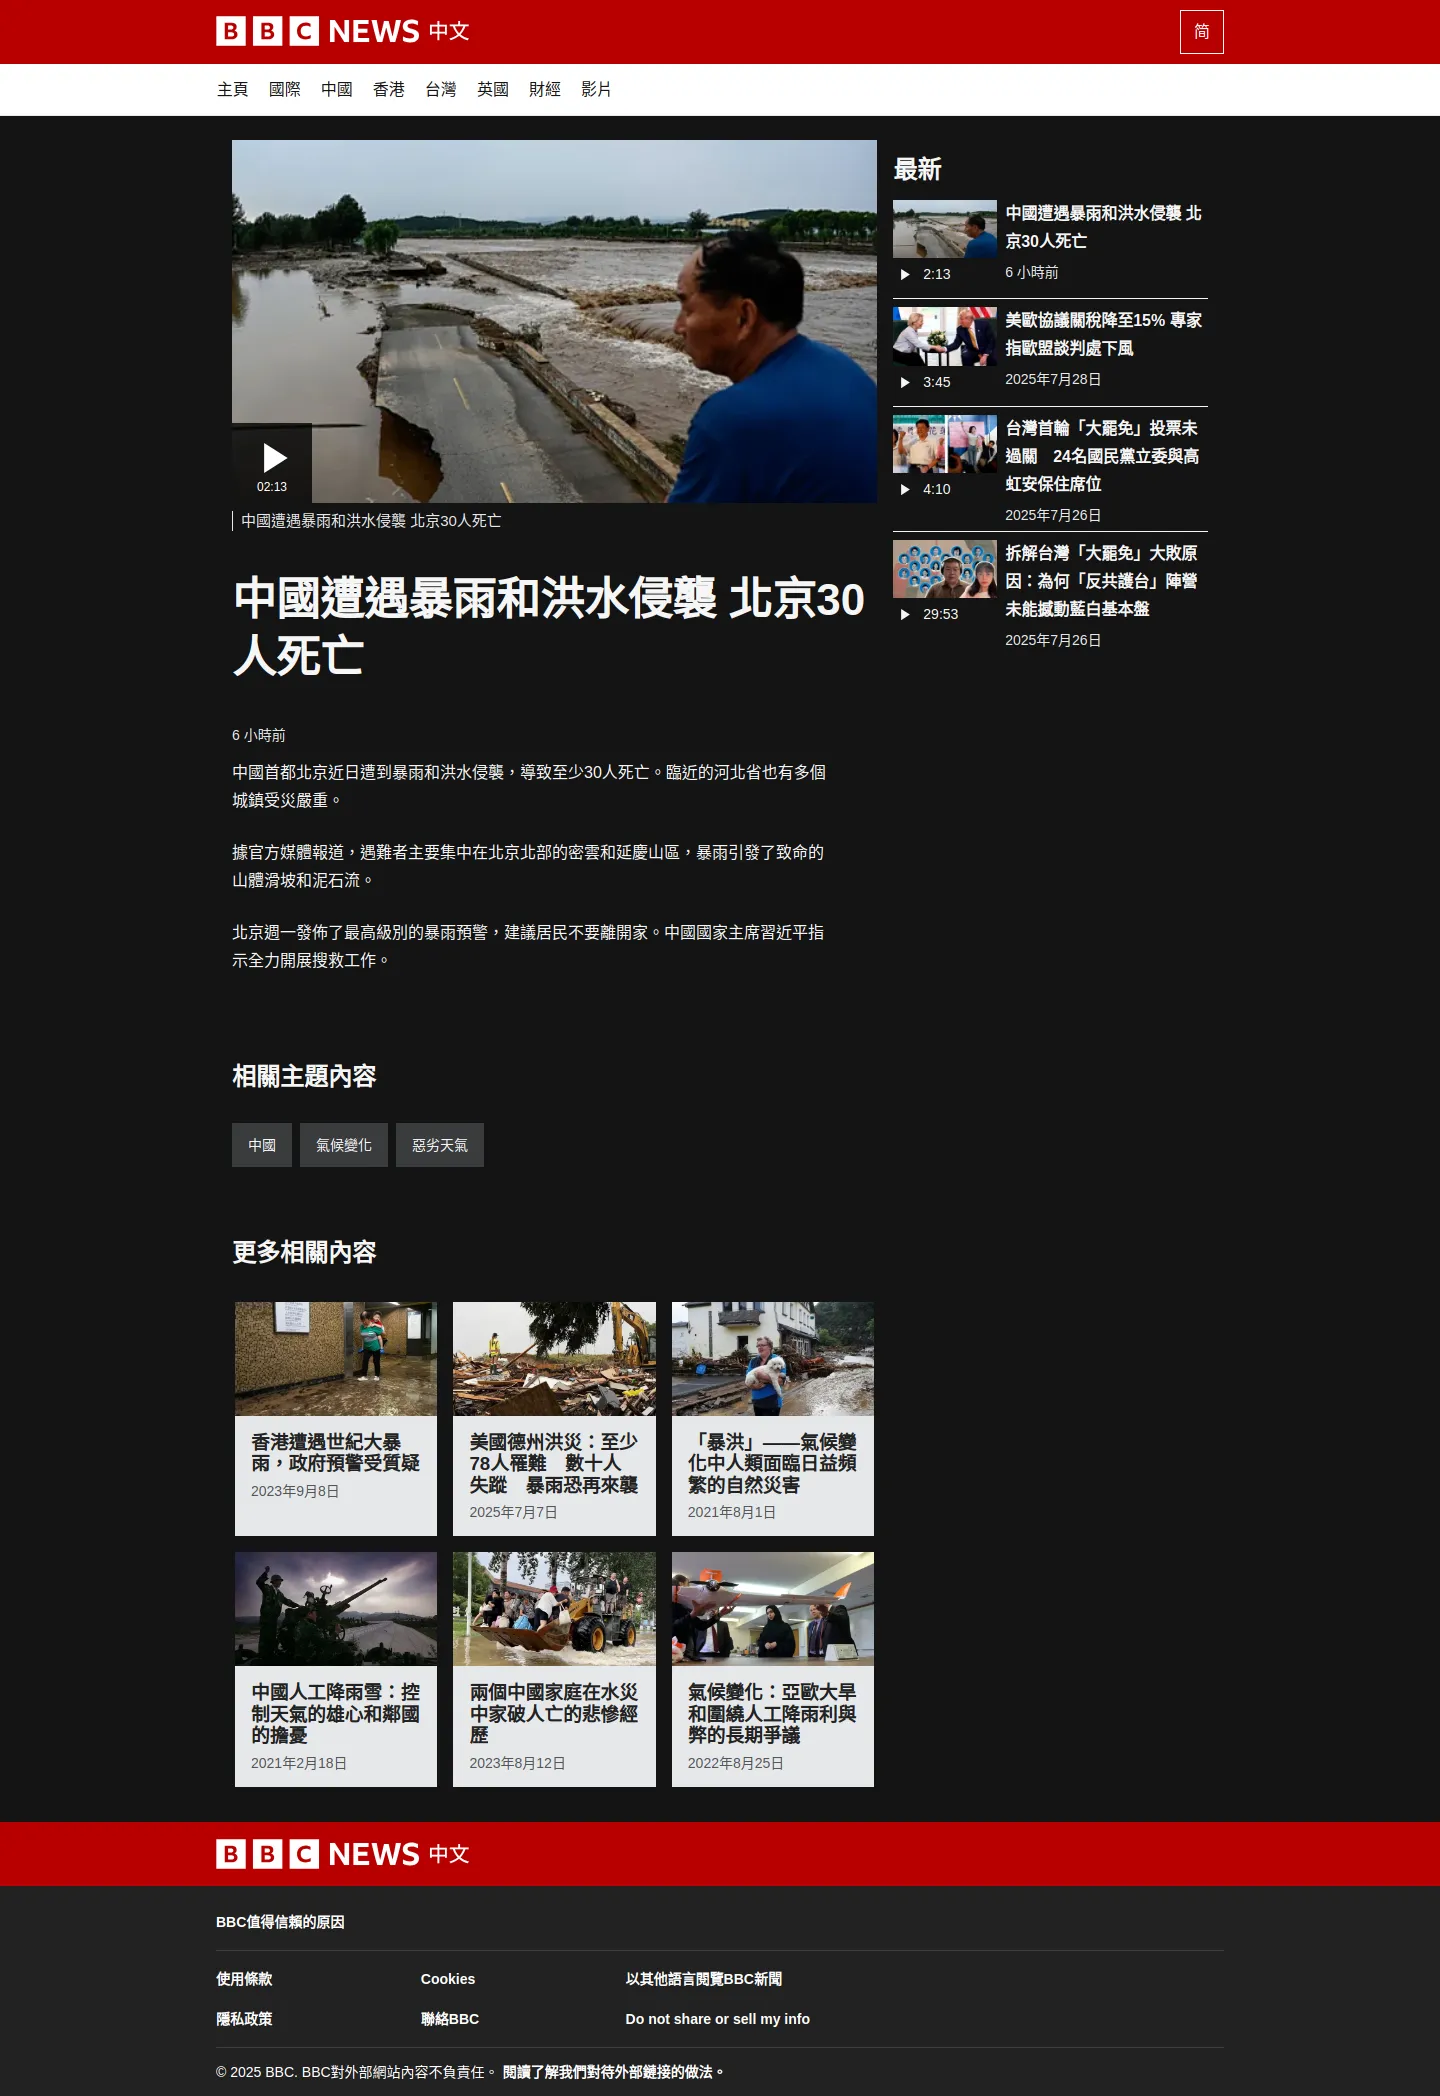 BBC NEWS 中文
简
主頁 國際 中國 香港 台灣 英國 財經 影片
02:13
中國遭遇暴雨和洪水侵襲 北京30人死亡
中國遭遇暴雨和洪水侵襲 北京30
人死亡
6 小時前
中國首都北京近日遭到暴雨和洪水侵襲，導致至少30人死亡。臨近的河北省也有多個
城鎮受災嚴重。
據官方媒體報道，遇難者主要集中在北京北部的密雲和延慶山區，暴雨引發了致命的
山體滑坡和泥石流。
北京週一發佈了最高級別的暴雨預警，建議居民不要離開家。中國國家主席習近平指
示全力開展搜救工作。
最新
中國遭遇暴雨和洪水侵襲 北
京30人死亡
2:13
6 小時前
美歐協議關稅降至15% 專家
指歐盟談判處下風
3:45
2025年7月28日
台灣首輪「大罷免」投票未
過關　24名國民黨立委與高
虹安保住席位
4:10
2025年7月26日
拆解台灣「大罷免」大敗原
因：為何「反共護台」陣營
未能撼動藍白基本盤
29:53
2025年7月26日
相關主題內容
中國 氣候變化 惡劣天氣
更多相關內容
香港遭遇世紀大暴
雨，政府預警受質疑
2023年9月8日
美國德州洪災：至少
78人罹難　數十人
失蹤　暴雨恐再來襲
2025年7月7日
「暴洪」——氣候變
化中人類面臨日益頻
繁的自然災害
2021年8月1日
中國人工降雨雪：控
制天氣的雄心和鄰國
的擔憂
2021年2月18日
兩個中國家庭在水災
中家破人亡的悲慘經
歷
2023年8月12日
氣候變化：亞歐大旱
和圍繞人工降雨利與
弊的長期爭議
2022年8月25日
BBC NEWS 中文
BBC值得信賴的原因
使用條款 Cookies 以其他語言閱覽BBC新聞
隱私政策 聯絡BBC Do not share or sell my info
© 2025 BBC. BBC對外部網站內容不負責任。 閱讀了解我們對待外部鏈接的做法。